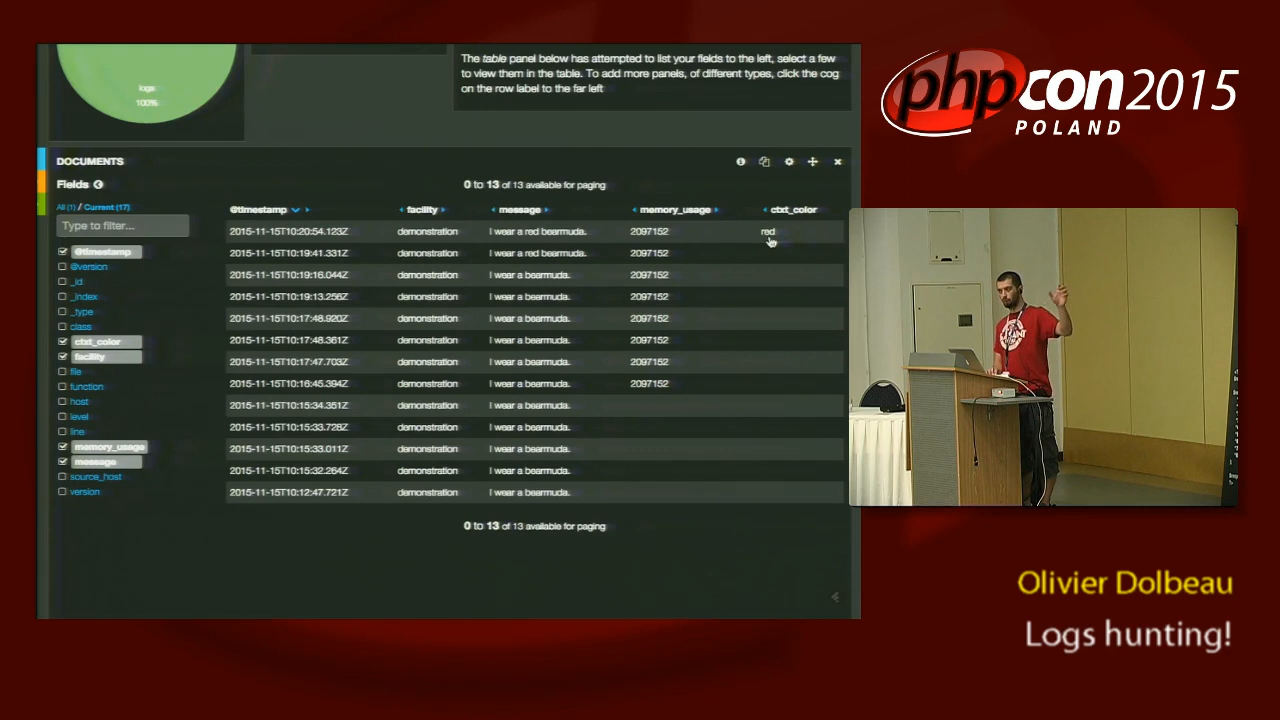 logs
100%
The table panel below has attempted to list your fields to the left, select a few
to view them in the table. To add more panels, of different types, click the cog
on the row label to the far left
DOCUMENTS
Fields
0 to 13 of 13 available for paging
All (1) / Current (17)
Type to filter...
@timestamp
@version
_id
_index
_type
class
ctxt_color
facility
file
function
host
level
line
memory_usage
message
source_host
version
@timestamp facility message memory_usage ctxt_color
2015-11-15T10:20:54.123Z demonstration I wear a red bearmuda. 2097152 red
2015-11-15T10:19:41.331Z demonstration I wear a red bearmuda. 2097152
2015-11-15T10:19:16.044Z demonstration I wear a bearmuda. 2097152
2015-11-15T10:19:13.256Z demonstration I wear a bearmuda. 2097152
2015-11-15T10:17:48.920Z demonstration I wear a bearmuda. 2097152
2015-11-15T10:17:48.361Z demonstration I wear a bearmuda. 2097152
2015-11-15T10:17:47.703Z demonstration I wear a bearmuda. 2097152
2015-11-15T10:16:45.394Z demonstration I wear a bearmuda. 2097152
2015-11-15T10:15:34.351Z demonstration I wear a bearmuda.
2015-11-15T10:15:33.728Z demonstration I wear a bearmuda.
2015-11-15T10:15:33.011Z demonstration I wear a bearmuda.
2015-11-15T10:15:32.264Z demonstration I wear a bearmuda.
2015-11-15T10:12:47.721Z demonstration I wear a bearmuda.
0 to 13 of 13 available for paging
phpcon 2015
POLAND
Olivier Dolbeau
Logs hunting!